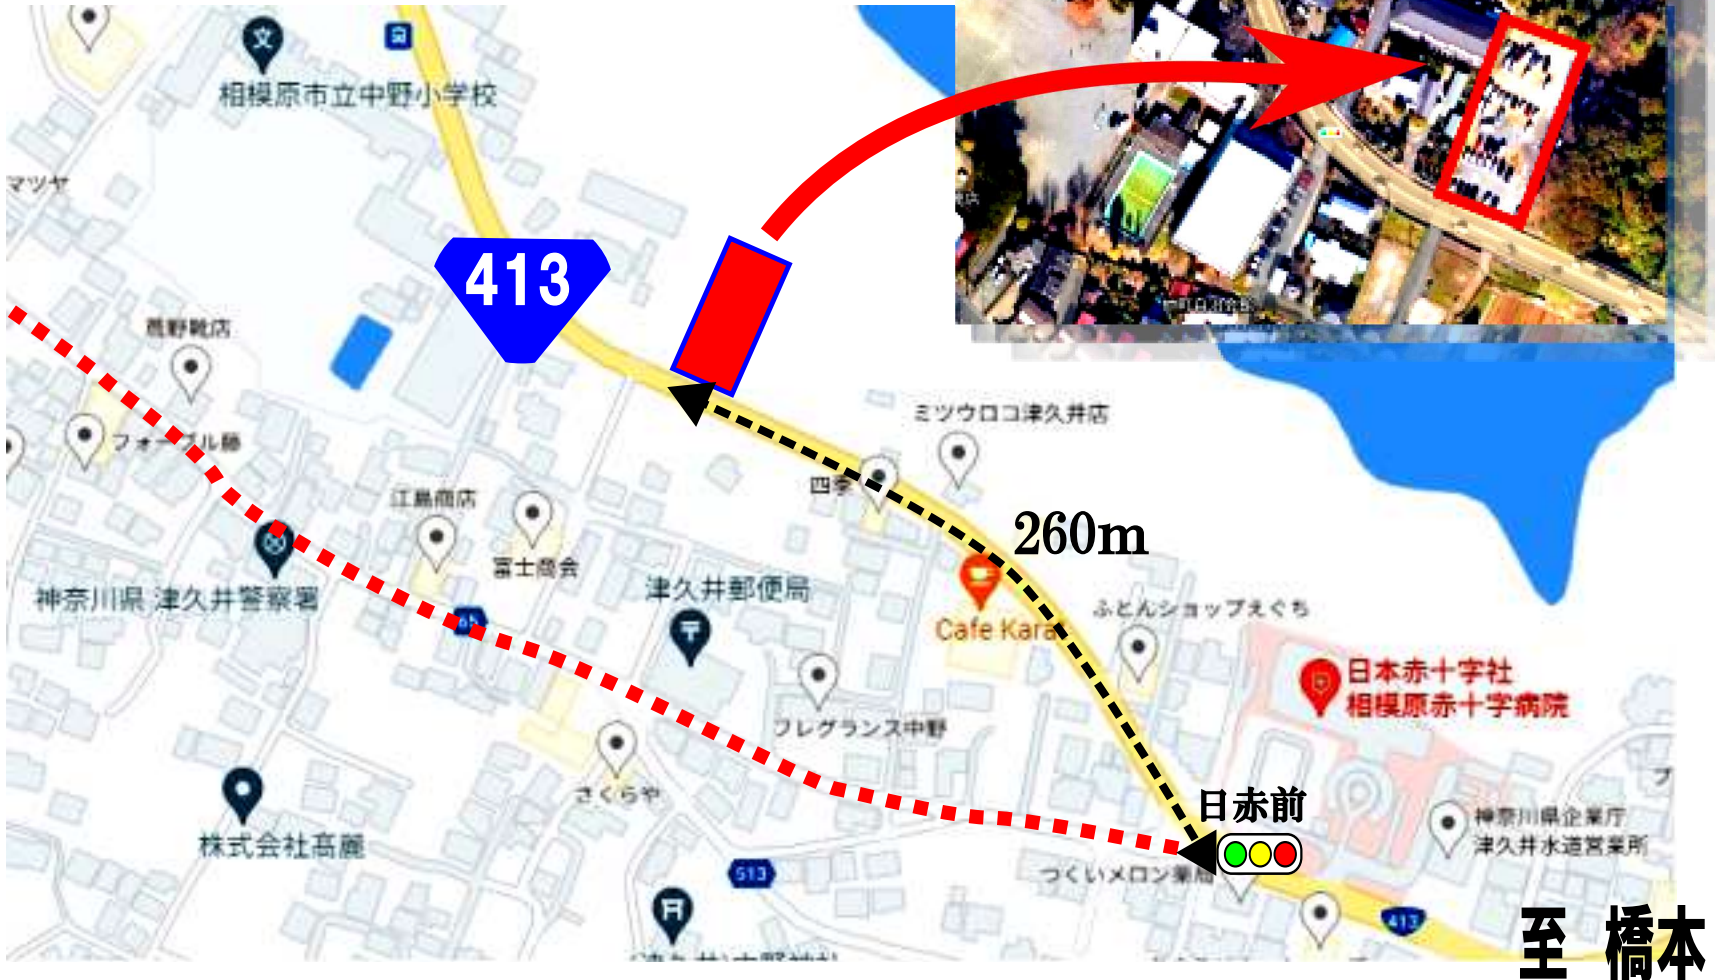 相模原市立中野小学校
マツヤ
413
荒野靴店
フォーブル藤
ミツウロコ津久井店
四季
江島商店
260m
冨士商会
津久井郵便局
神奈川県 津久井警察署
65
ふとんショップえぐち
Cafe Karat
日本赤十字社
相模原赤十字病院
フレグランス中野
さくらや
日赤前
神奈川県企業庁
津久井水道営業所
株式会社高麗
513
つくいメロン薬局
413
至 橋本